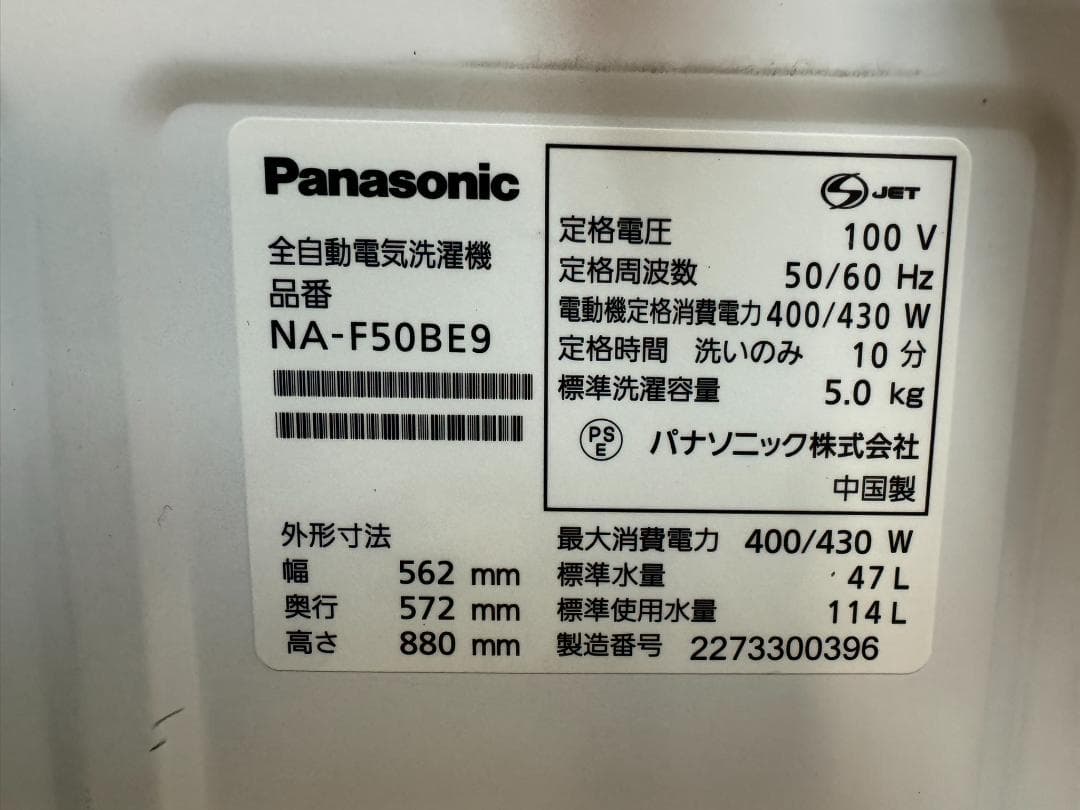 Panasonic
全自動電気洗濯機
品番
NA-F50BE9
外形寸法
幅 562 mm
奥行 572 mm
高さ 880 mm
JET
定格電圧 100 V
定格周波数 50/60 Hz
電動機定格消費電力 400/430 W
定格時間 洗いのみ 10 分
標準洗濯容量 5.0 kg
PSE パナソニック株式会社
中国製
最大消費電力 400/430 W
標準水量 47 L
標準使用水量 114 L
製造番号 2273300396